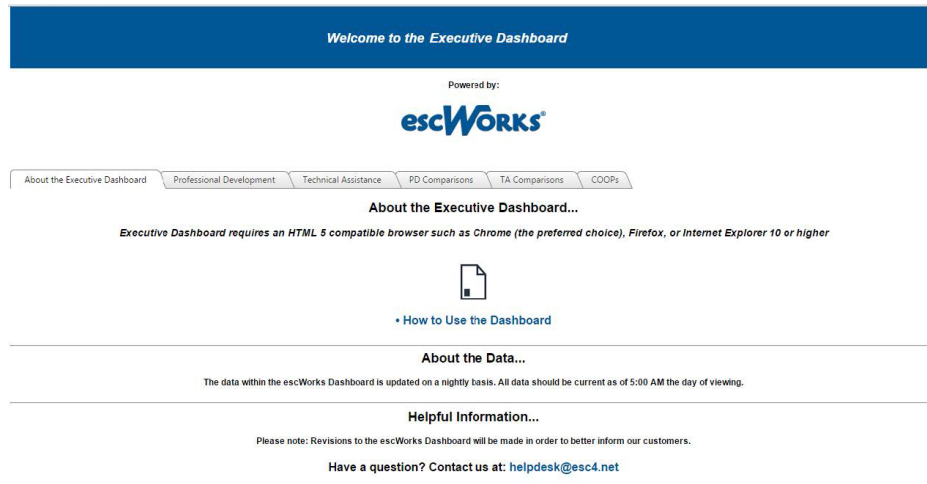 Welcome to the Executive Dashboard
Powered by:
escWorks®
About the Executive Dashboard Professional Development Technical Assistance PD Comparisons TA Comparisons COOPs
About the Executive Dashboard...
Executive Dashboard requires an HTML 5 compatible browser such as Chrome (the preferred choice), Firefox, or Internet Explorer 10 or higher
• How to Use the Dashboard
About the Data...
The data within the escWorks Dashboard is updated on a nightly basis. All data should be current as of 5:00 AM the day of viewing.
Helpful Information...
Please note: Revisions to the escWorks Dashboard will be made in order to better inform our customers.
Have a question? Contact us at: helpdesk@esc4.net